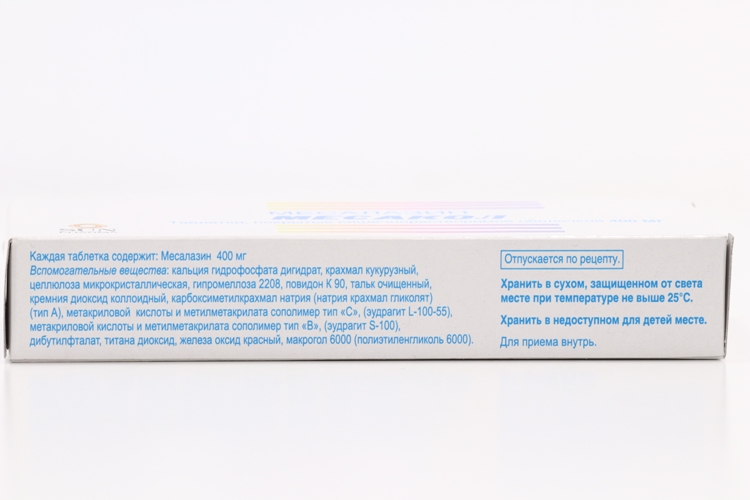 SUN
МЕСАЛАЗИН
МЕСАКОЛ
Каждая таблетка содержит: Месалазин 400 мг
Вспомогательные вещества: кальция гидрофосфата дигидрат, крахмал кукурузный,
целлюлоза микрокристаллическая, гипромеллоза 2208, повидон К 90, тальк очищенный,
кремния диоксид коллоидный, карбоксиметилкрахмал натрия (натрия крахмал гликолят)
(тип А), метакриловой кислоты и метилметакрилата сополимер тип «С», (эудрагит L-100-55),
метакриловой кислоты и метилметакрилата сополимер тип «В», (эудрагит S-100),
дибутилфталат, титана диоксид, железа оксид красный, макрогол 6000 (полиэтиленгликоль 6000).
Отпускается по рецепту.
Хранить в сухом, защищенном от света
месте при температуре не выше 25°С.
Хранить в недоступном для детей месте.
Для приема внутрь.